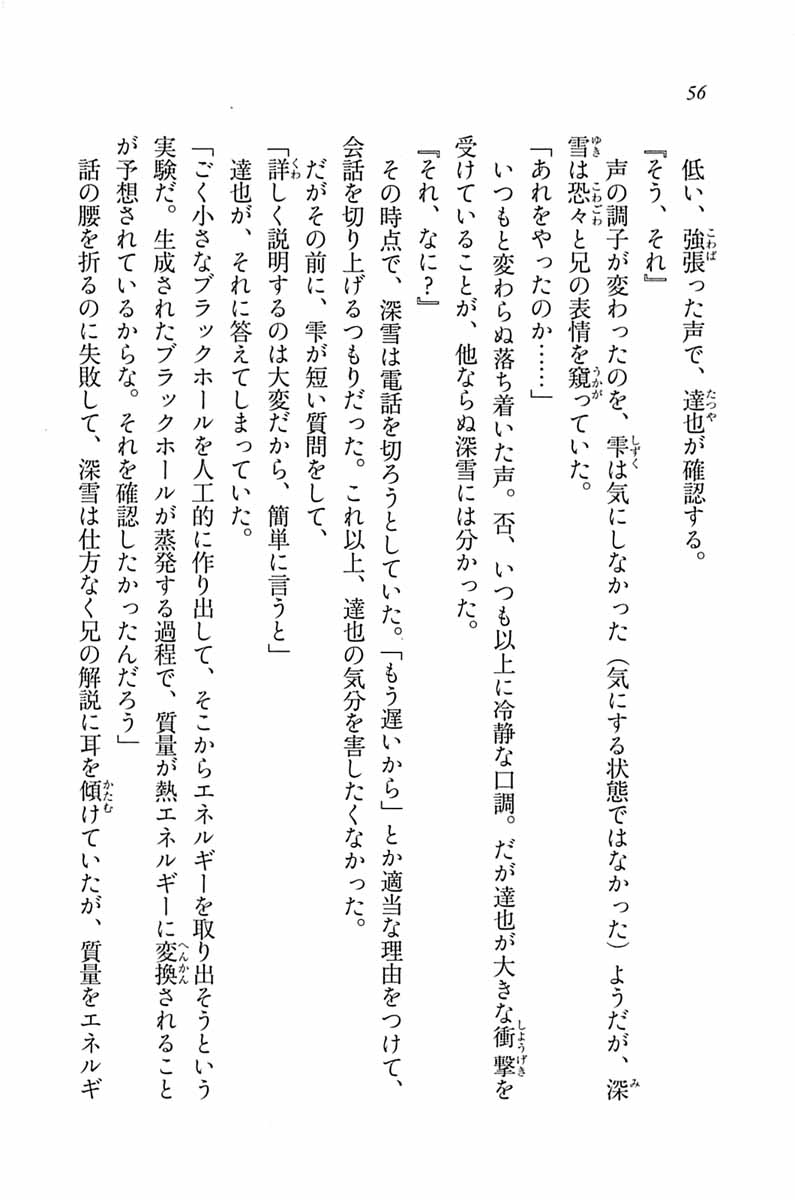 56
低い、強張った声で、達也が確認する。
『そう、それ』
声の調子が変わったのを、雫は気にしなかった（気にする状態ではなかった）ようだが、深
雪は恐々と兄の表情を窺っていた。
「あれをやったのか……」
いつもと変わらぬ落ち着いた声。否、いつも以上に冷静な口調。だが達也が大きな衝撃を
受けていることが、他ならぬ深雪には分かった。
『それ、なに？』
その時点で、深雪は電話を切ろうとしていた。「もう遅いから」とか適当な理由をつけて、
会話を切り上げるつもりだった。これ以上、達也の気分を害したくなかった。
だがその前に、雫が短い質問をして、
「詳しく説明するのは大変だから、簡単に言うと」
達也が、それに答えてしまっていた。
「ごく小さなブラックホールを人工的に作り出して、そこからエネルギーを取り出そうという
実験だ。生成されたブラックホールが蒸発する過程で、質量が熱エネルギーに変換されること
が予想されているからな。それを確認したかったんだろう」
話の腰を折るのに失敗して、深雪は仕方なく兄の解説に耳を傾けていたが、質量をエネルギ